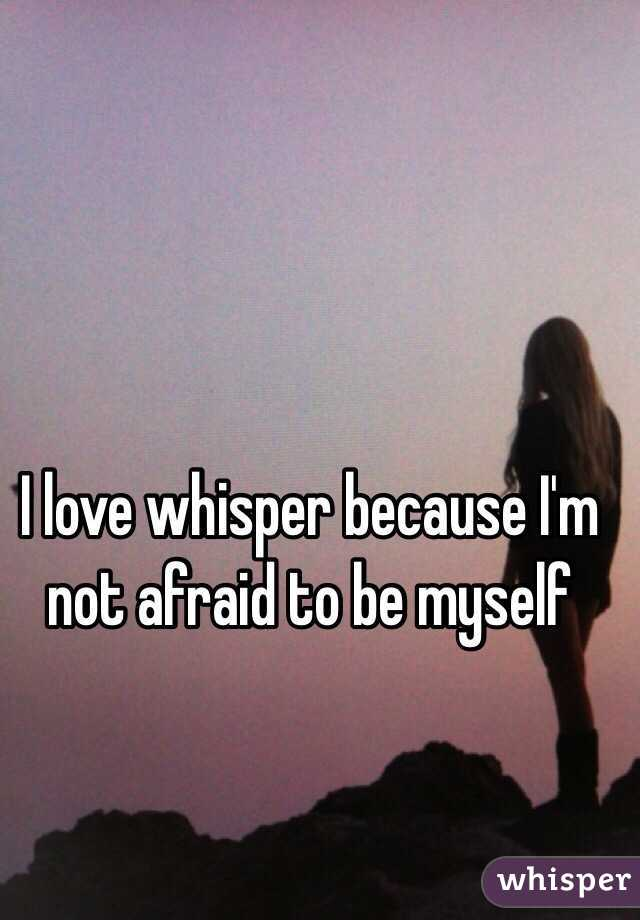 I love whisper because I'm
not afraid to be myself
whisper